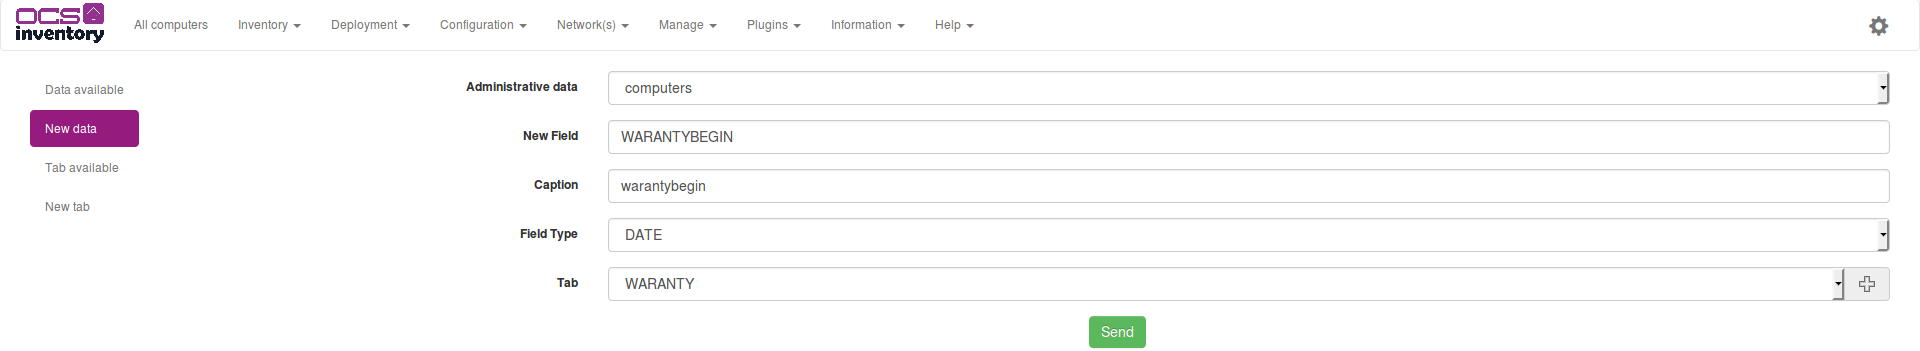 OCS inventory
All computers Inventory Deployment Configuration Network(s) Manage Plugins Information Help
Data available
New data
Tab available
New tab
Administrative data computers
New Field WARANTYBEGIN
Caption warantybegin
Field Type DATE
Tab WARANTY
Send